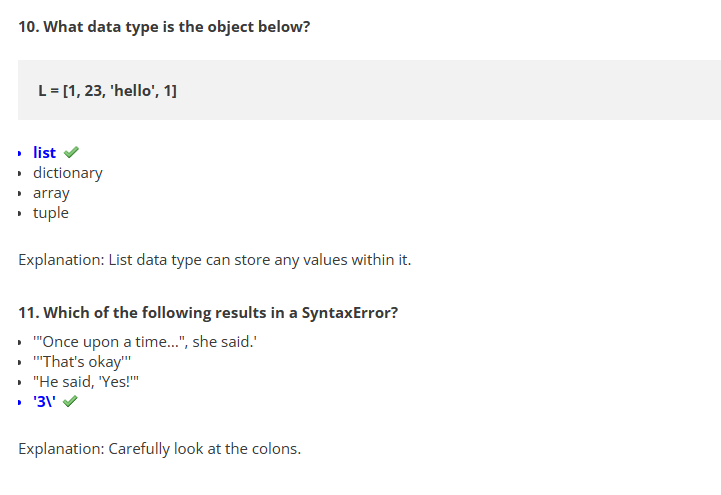 10. What data type is the object below?
L = [1, 23, 'hello', 1]
list
dictionary
array
tuple
Explanation: List data type can store any values within it.
11. Which of the following results in a SyntaxError?
'"Once upon a time...", she said.'
'''That's okay'''
"He said, 'Yes!'"
'3\'
Explanation: Carefully look at the colons.